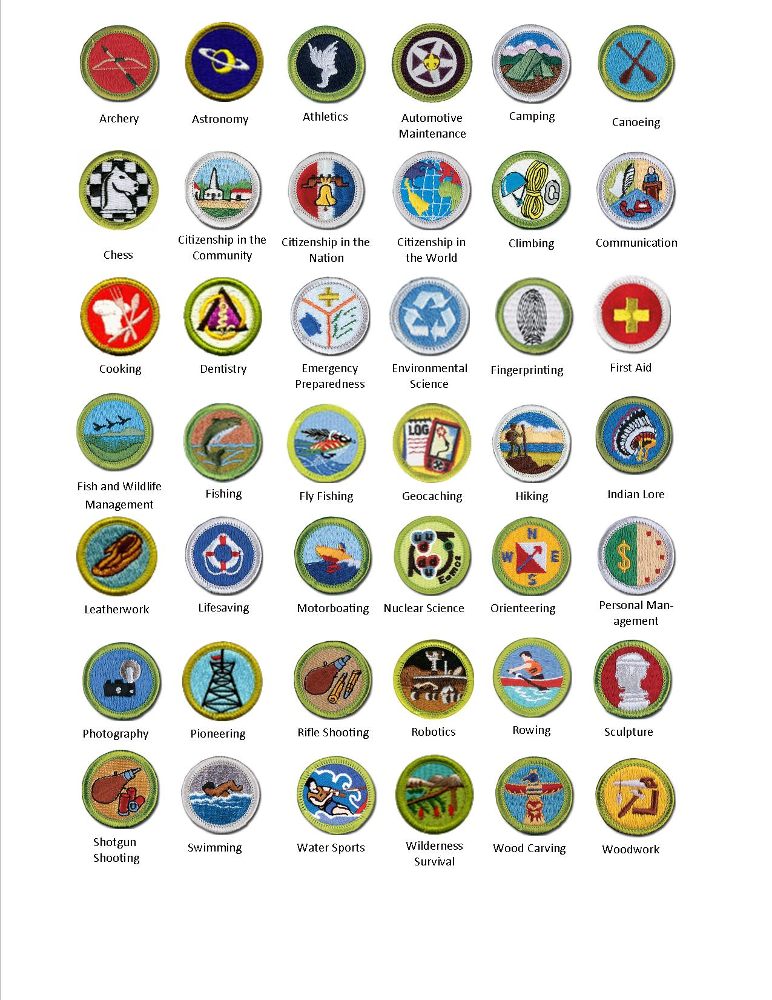 Archery
Astronomy
Athletics
Automotive
Maintenance
Camping
Canoeing
Chess
Citizenship in the
Community
Citizenship in the
Nation
Citizenship in
the World
Climbing
Communication
Cooking
Dentistry
Emergency
Preparedness
Environmental
Science
Fingerprinting
First Aid
Fish and Wildlife
Management
Fishing
Fly Fishing
LOG
Geocaching
Hiking
Indian Lore
Leatherwork
Lifesaving
Motorboating
u u
d
d d
u
e
E=mc2
Nuclear Science
N
W E
S
Orienteering
$
Personal Man-
agement
Photography
Pioneering
Rifle Shooting
Robotics
Rowing
Sculpture
Shotgun
Shooting
Swimming
Water Sports
Wilderness
Survival
Wood Carving
Woodwork